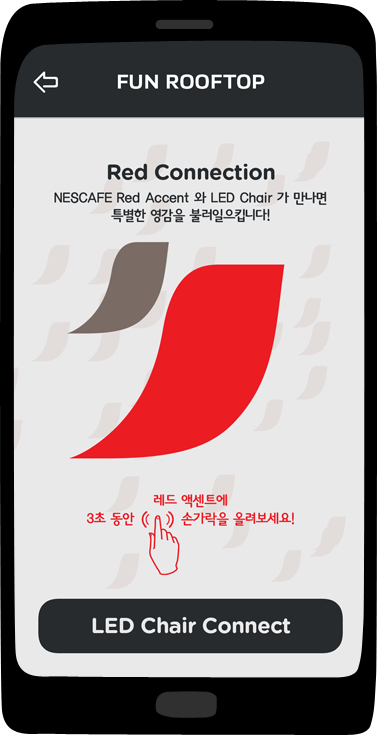 FUN ROOFTOP
Red Connection
NESCAFE Red Accent 와 LED Chair 가 만나면
특별한 영감을 불러일으킵니다!
레드 액센트에
3초 동안 손가락을 올려보세요!
LED Chair Connect